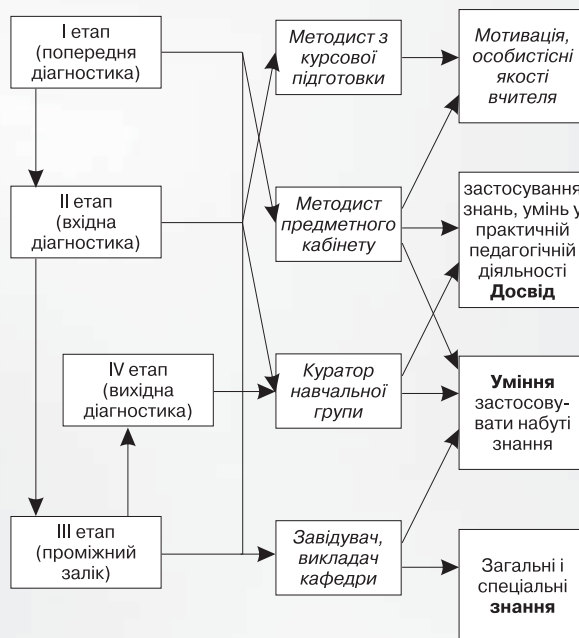 I етап
(попередня
діагностика)
II етап
(вхідна
діагностика)
IV етап
(вихідна
діагностика)
III етап
(проміжний
залік)
Методист з
курсової
підготовки
Методист
предметного
кабінету
Куратор
навчальної
групи
Завідувач,
викладач
кафедри
Мотивація,
особистісні
якості
вчителя
застосування
знань, умінь у
практичній
педагогічній
діяльності
Досвід
Уміння
застосову-
вати набуті
знання
Загальні і
спеціальні
знання